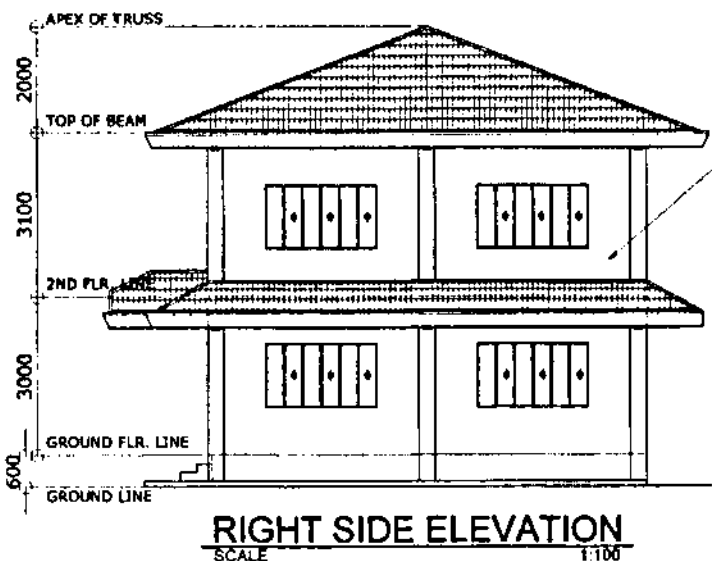 APEX OF TRUSS
2000
TOP OF BEAM
3100
2ND FLR. LINE
3000
GROUND FLR. LINE
600
GROUND LINE
RIGHT SIDE ELEVATION
SCALE 1:100